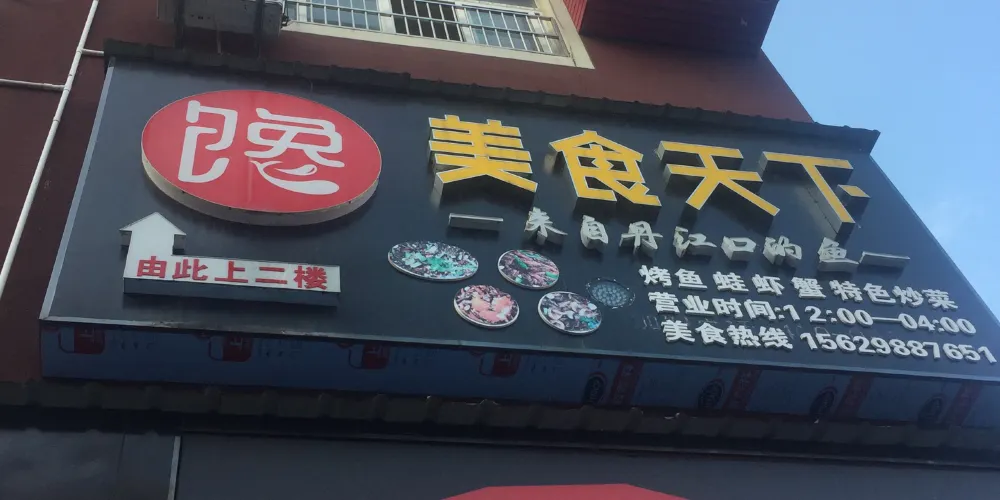 馋
美食天下
来自丹江口的鱼
由此上二楼
烤鱼 蛙 虾 蟹 特色炒菜
营业时间:12:00—04:00
美食热线 15629887651